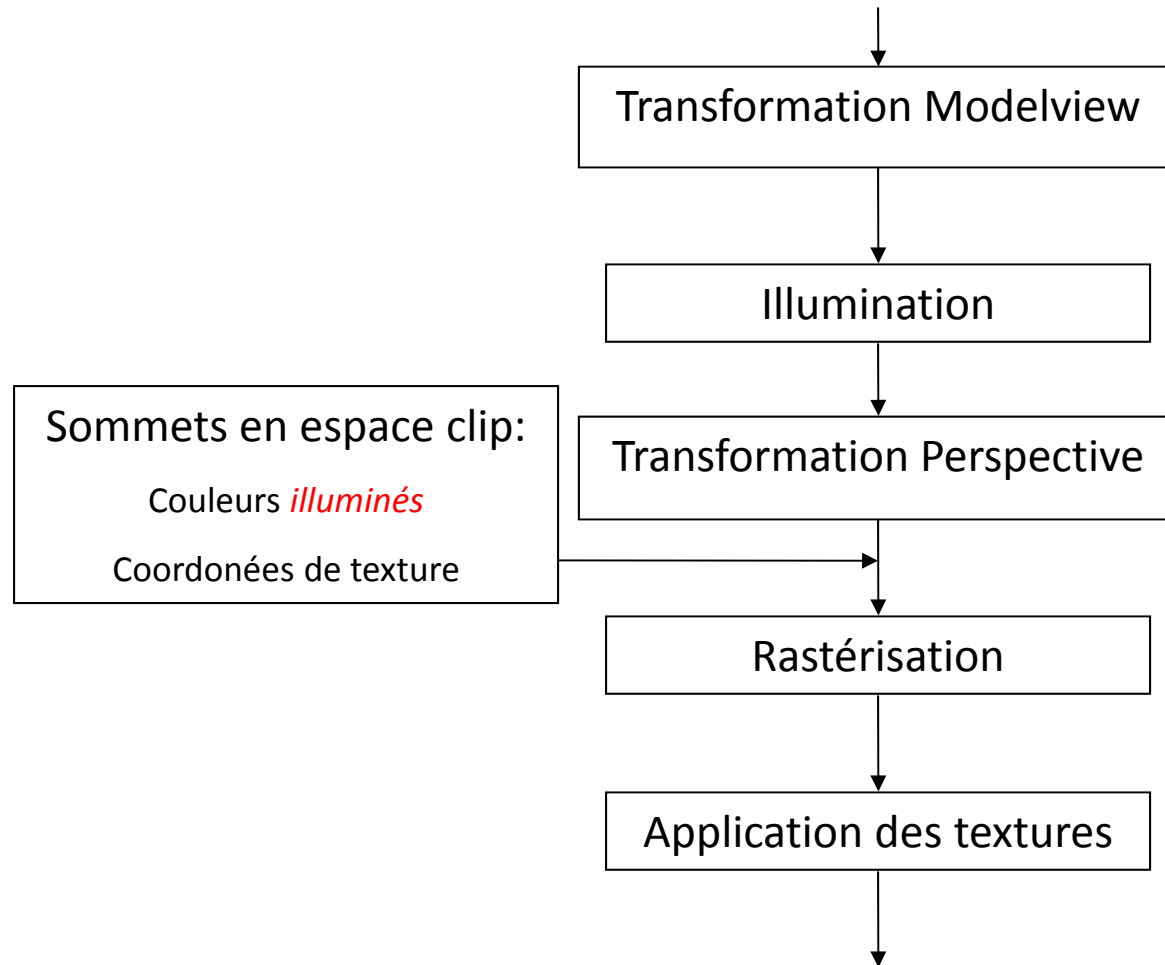 Transformation Modelview
Illumination
Sommets en espace clip:
Couleurs illuminés
Coordonées de texture
Transformation Perspective
Rastérisation
Application des textures